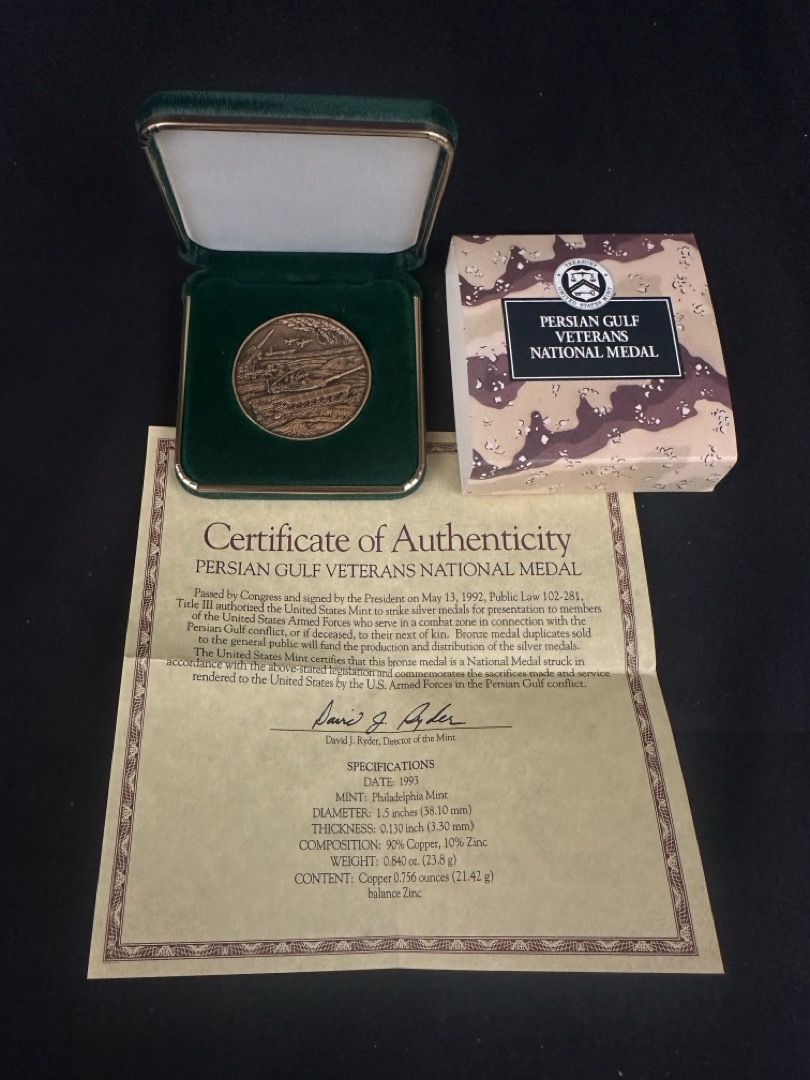 TREASURY
UNITED STATES MINT
PERSIAN GULF
VETERANS
NATIONAL MEDAL
Certificate of Authenticity
PERSIAN GULF VETERANS NATIONAL MEDAL
Passed by Congress and signed by the President on May 13, 1992, Public Law 102-281,
Title III authorized the United States Mint to strike silver medals for presentation to members
of the United States Armed Forces who serve in a combat zone in connection with the
Persian Gulf conflict, or if deceased, to their next of kin. Bronze medal duplicates sold
to the general public will fund the production and distribution of the silver medals.
The United States Mint certifies that this bronze medal is a National Medal struck in
accordance with the above-stated legislation and commemorates the sacrifices made and service
rendered to the United States by the U.S. Armed Forces in the Persian Gulf conflict.
David J. Ryder
David J. Ryder, Director of the Mint
SPECIFICATIONS
DATE: 1993
MINT: Philadelphia Mint
DIAMETER: 1.5 inches (38.10 mm)
THICKNESS: 0.130 inch (3.30 mm)
COMPOSITION: 90% Copper, 10% Zinc
WEIGHT: 0.840 oz. (23.8 g)
CONTENT: Copper 0.756 ounces (21.42 g)
balance Zinc